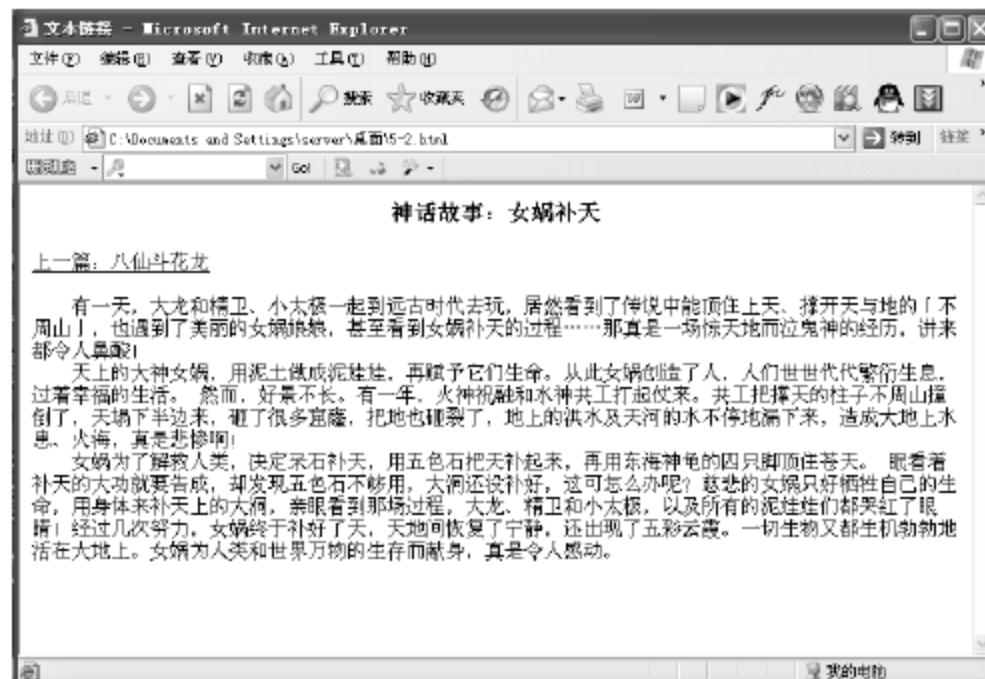 文本链接 - Microsoft Internet Explorer
文件(F) 编辑(E) 查看(V) 收藏(A) 工具(T) 帮助(H)
后退 搜索 收藏夹
地址(D) C:\Documents and Settings\server\桌面\5-2.html 转到 链接
Go!
神话故事：女娲补天
上一篇：八仙斗花龙
有一天，大龙和精卫、小太极一起到远古时代去玩，居然看到了传说中能顶住上天、撑开天与地的「不
周山」，也遇到了美丽的女娲娘娘，甚至看到女娲补天的过程……那真是一场惊天地而泣鬼神的经历，讲来
都令人鼻酸!
天上的大神女娲，用泥土做成泥娃娃，再赋予它们生命。从此女娲创造了人，人们世世代代繁衍生息，
过着幸福的生活。 然而，好景不长。有一年，火神祝融和水神共工打起仗来。共工把撑天的柱子不周山撞
倒了，天塌下半边来，砸了很多窟窿，把地也砸裂了，地上的洪水及天河的水不停地漏下来，造成大地上水
患、火海，真是悲惨啊!
女娲为了解救人类，决定采石补天，用五色石把天补起来，再用东海神龟的四只脚顶住苍天。 眼看着
补天的大功就要告成，却发现五色石不够用，大洞还没补好，这可怎么办呢？慈悲的女娲只好牺牲自己的生
命，用身体来补天上的大洞，亲眼看到那场过程，大龙、精卫和小太极，以及所有的泥娃娃们都哭红了眼
睛! 经过几次努力，女娲终于补好了天，天地间恢复了宁静，还出现了五彩云霞。一切生物又都生机勃勃地
活在大地上。女娲为人类和世界万物的生存而献身，真是令人感动。
我的电脑